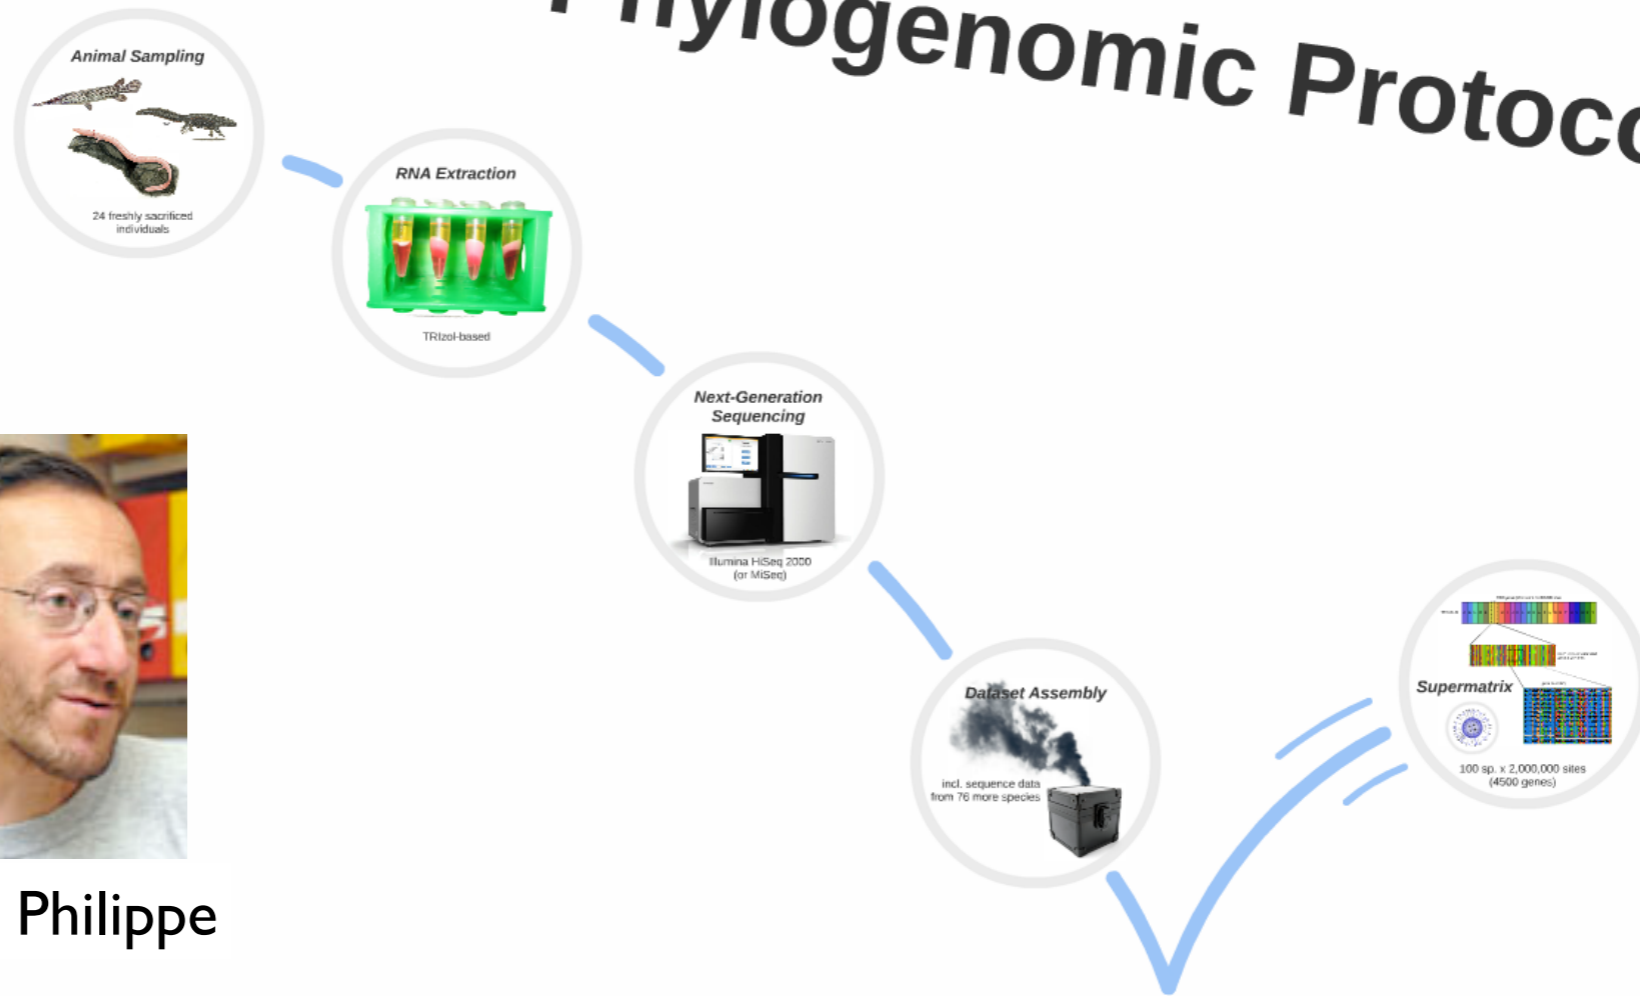 Phylogenomic Protoco
Animal Sampling
24 freshly sacrificed
individuals
RNA Extraction
TRIzol-based
Next-Generation
Sequencing
Illumina HiSeq 2000
(or MiSeq)
Dataset Assembly
incl. sequence data
from 76 more species
Supermatrix
100 sp. x 2,000,000 sites
(4500 genes)
Philippe